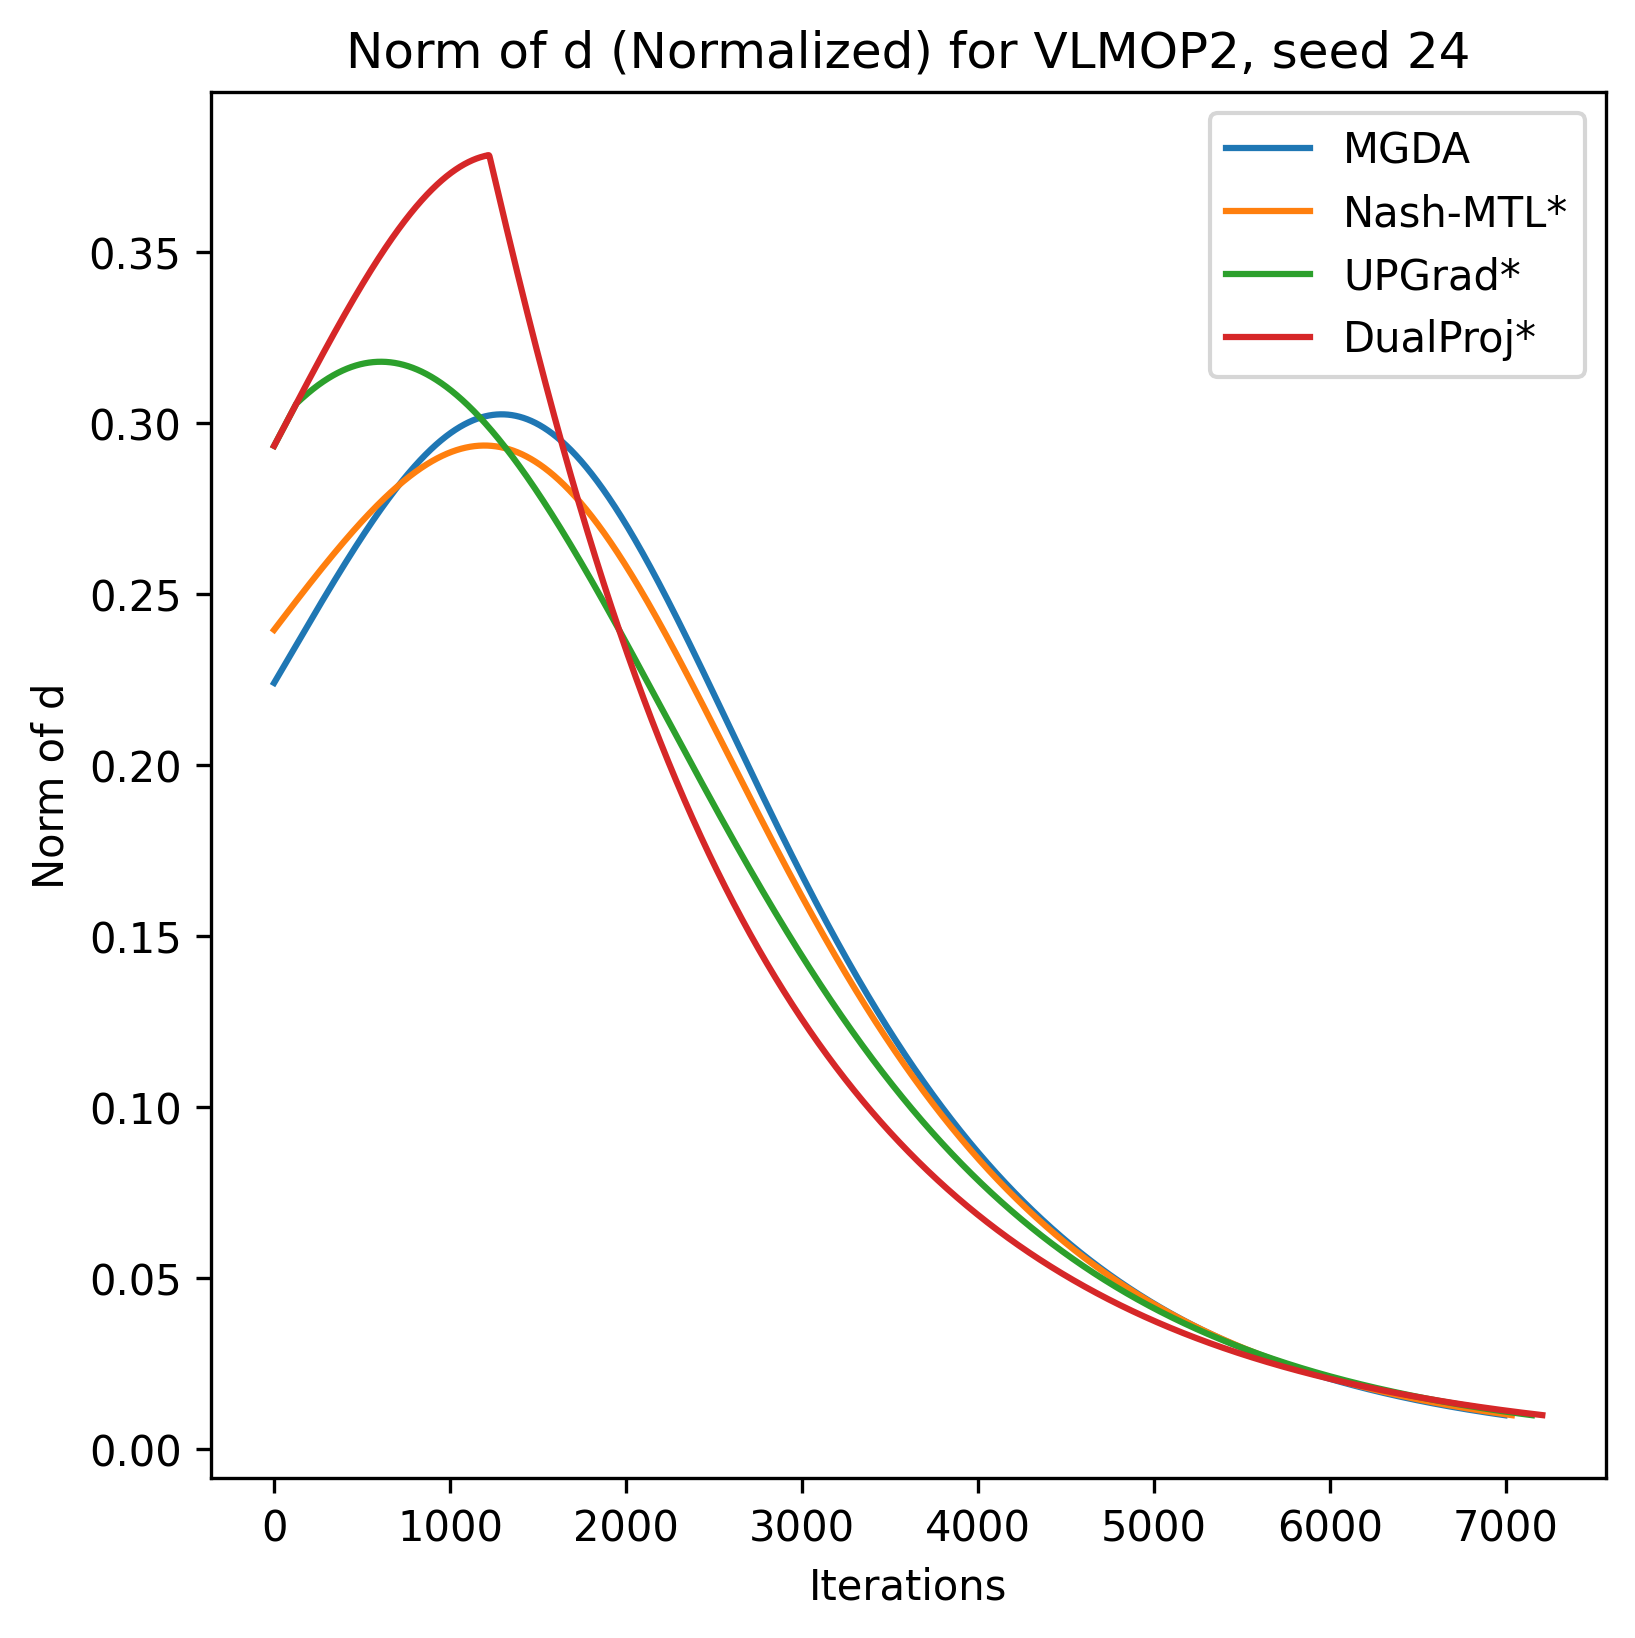 Norm of d (Normalized) for VLMOP2, seed 24
MGDA
Nash-MTL*
UPGrad*
DualProj*
Norm of d
0.35
0.30
0.25
0.20
0.15
0.10
0.05
0.00
0 1000 2000 3000 4000 5000 6000 7000
Iterations